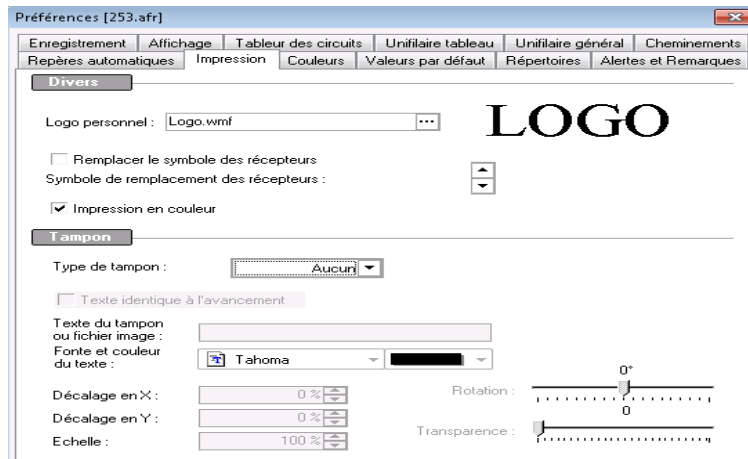 Préférences [253.afr]
Enregistrement Affichage Tableur des circuits Unifilaire tableau Unifilaire général Cheminements
Repères automatiques Impression Couleurs Valeurs par défaut Répertoires Alertes et Remarques
Divers
Logo personnel : Logo.wmf ... LOGO
Remplacer le symbole des récepteurs
Symbole de remplacement des récepteurs :
Impression en couleur
Tampon
Type de tampon : Aucun
Texte identique à l'avancement
Texte du tampon
ou fichier image :
Fonte et couleur
du texte : Tahoma
0°
Décalage en X : 0 % Rotation :
0
Décalage en Y : 0 %
Transparence :
Echelle : 100 %